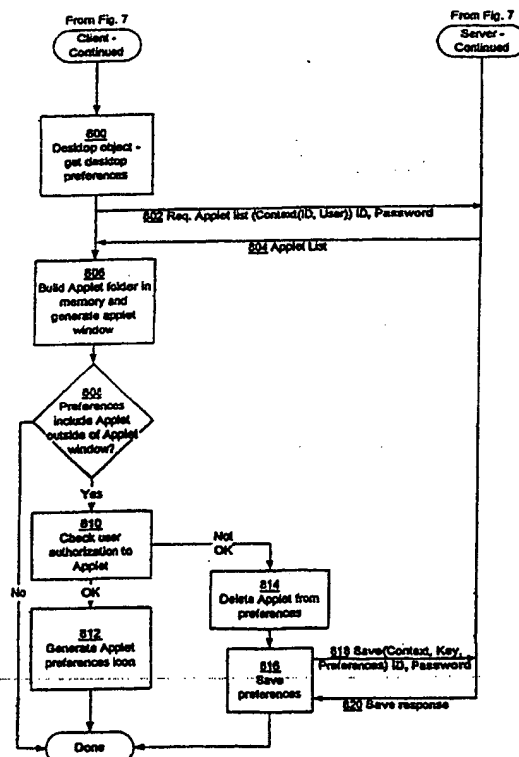 From Fig. 7
Client -
Continued
From Fig. 7
Server -
Continued
800
Desktop object -
get desktop
preferences
802 Req. Applet list (Context(ID, User)) ID, Password
804 Applet List
806
Build Applet folder in
memory and
generate applet
window
808
Preferences
include Applet
outside of Applet
window?
Yes
No
810
Check user
authorization to
Applet
Not
OK
OK
814
Delete Applet from
preferences
812
Generate Applet
preferences icon
816
Save
preferences
818 Save(Context, Key,
Preferences) ID, Password
820 Save response
Done